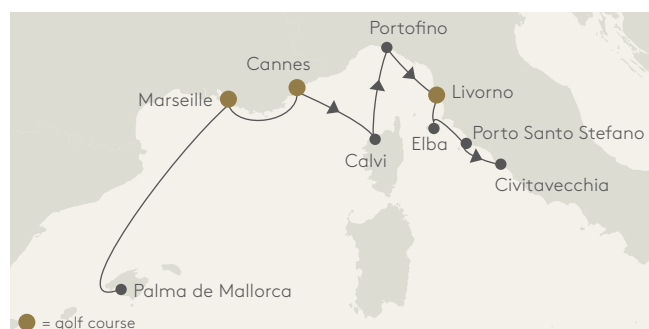 Portofino
Cannes
Marseille
Livorno
Elba
Porto Santo Stefano
Calvi
Civitavecchia
Palma de Mallorca
= golf course